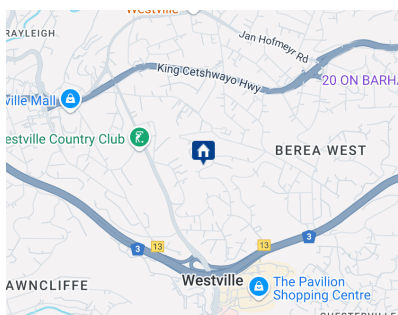 Westville
RAYLEIGH
Jan Hofmeyr Rd
King Cetshwayo Hwy
20 ON BARHA
ville Mall
estville Country Club
BEREA WEST
3
13
13
3
Westville
AWNCLIFFE
The Pavilion
Shopping Centre
CHESTERVILLE